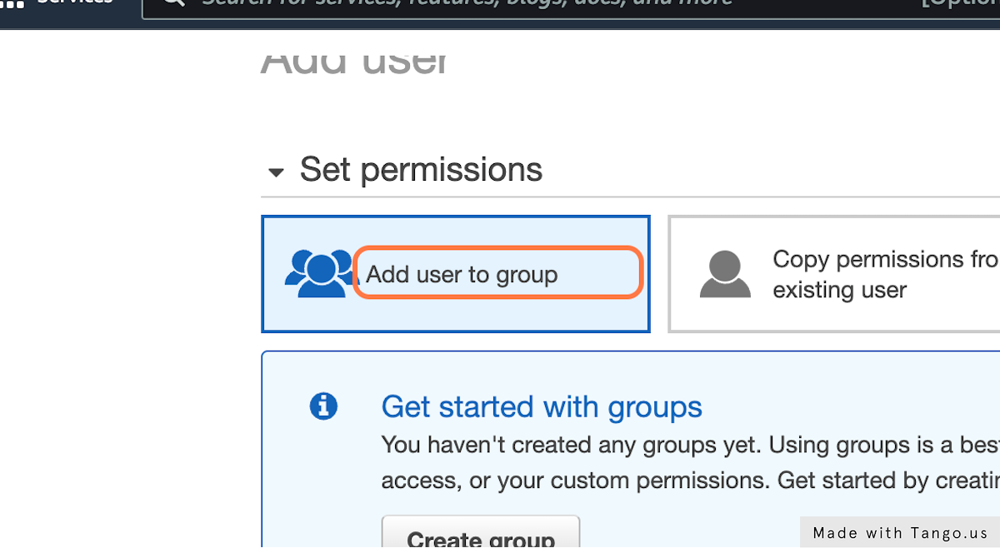 Services
Search for services, features, blogs, docs, and more
[Option
Add user
Set permissions
Add user to group
Copy permissions fro
existing user
Get started with groups
You haven't created any groups yet. Using groups is a bes
access, or your custom permissions. Get started by creatin
Create group
Made with Tango.us